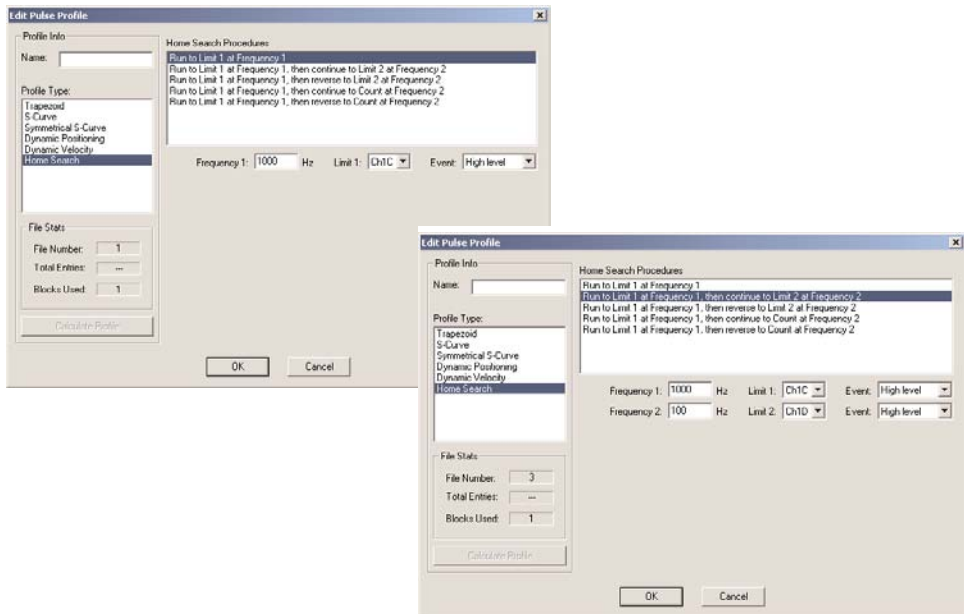 Edit Pulse Profile
Profile Info
Name:
Profile Type:
Trapezoid
S-Curve
Symmetrical S-Curve
Dynamic Positioning
Dynamic Velocity
Home Search
File Stats
File Number: 1
Total Entries: ---
Blocks Used: 1
Calculate Profile
Home Search Procedures
Run to Limit 1 at Frequency 1
Run to Limit 1 at Frequency 1, then continue to Limit 2 at Frequency 2
Run to Limit 1 at Frequency 1, then reverse to Limit 2 at Frequency 2
Run to Limit 1 at Frequency 1, then continue to Count at Frequency 2
Run to Limit 1 at Frequency 1, then reverse to Count at Frequency 2
Frequency 1: 1000 Hz Limit 1: Ch1C Event: High level
OK Cancel
Edit Pulse Profile
Profile Info
Name:
Profile Type:
Trapezoid
S-Curve
Symmetrical S-Curve
Dynamic Positioning
Dynamic Velocity
Home Search
File Stats
File Number: 3
Total Entries: ---
Blocks Used: 1
Calculate Profile
Home Search Procedures
Run to Limit 1 at Frequency 1
Run to Limit 1 at Frequency 1, then continue to Limit 2 at Frequency 2
Run to Limit 1 at Frequency 1, then reverse to Limit 2 at Frequency 2
Run to Limit 1 at Frequency 1, then continue to Count at Frequency 2
Run to Limit 1 at Frequency 1, then reverse to Count at Frequency 2
Frequency 1: 1000 Hz Limit 1: Ch1C Event: High level
Frequency 2: 100 Hz Limit 2: Ch1D Event: High level
OK Cancel